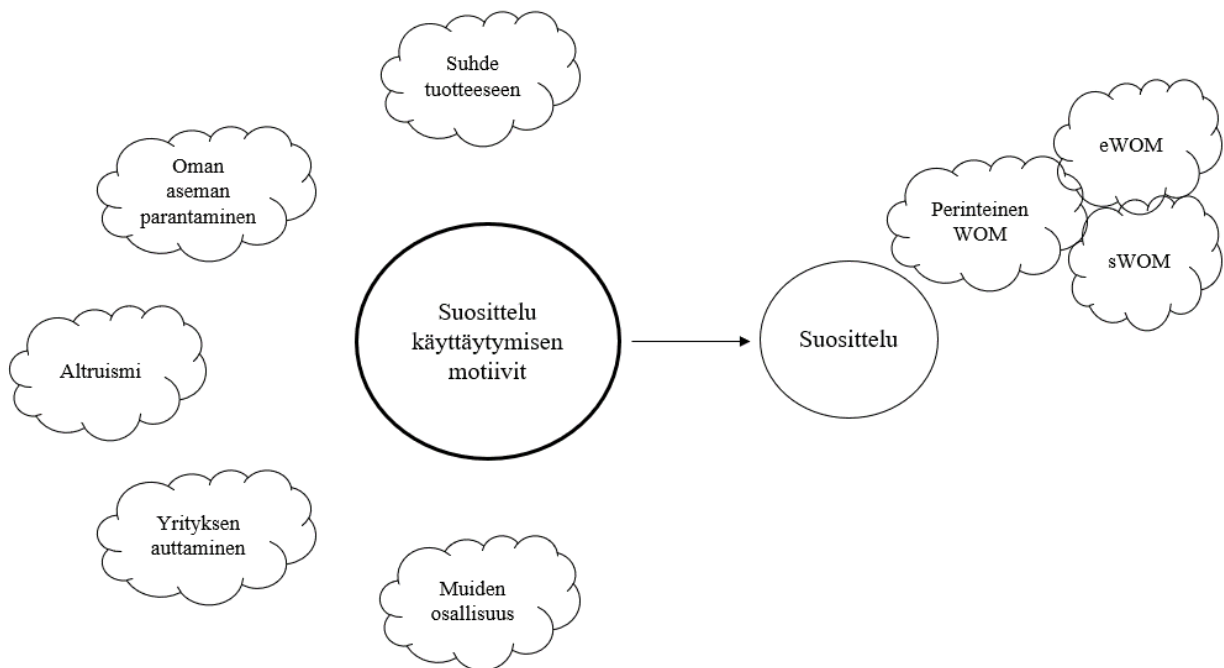 Suhde
tuotteeseen
Oman
aseman
parantaminen
Altruismi
Yrityksen
auttaminen
Muiden
osallisuus
Suosittelu
käyttäytymisen
motiivit
Suosittelu
Perinteinen
WOM
eWOM
sWOM